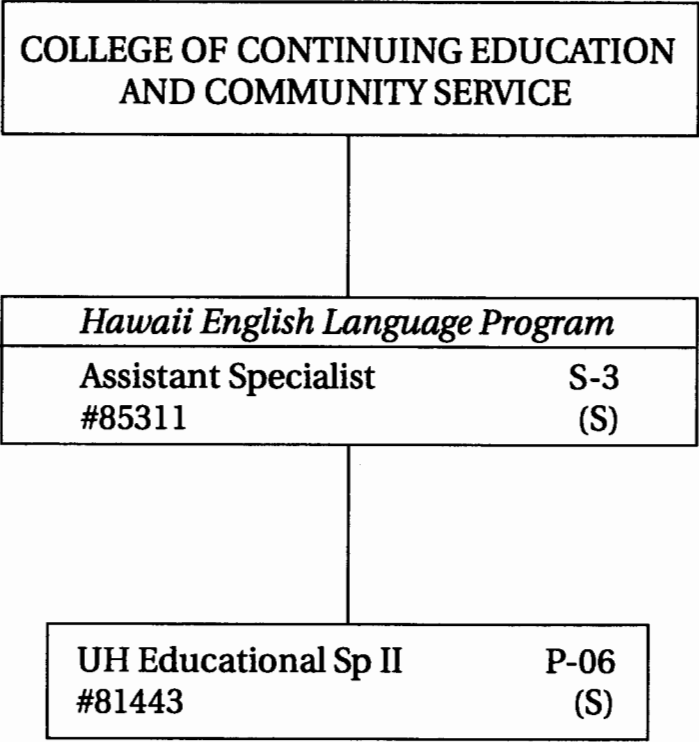 COLLEGE OF CONTINUING EDUCATION
AND COMMUNITY SERVICE
Hawaii English Language Program
Assistant Specialist S-3
#85311 (S)
UH Educational Sp II P-06
#81443 (S)